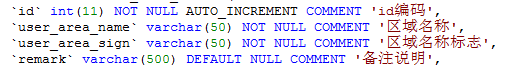 `id` int(11) NOT NULL AUTO_INCREMENT COMMENT 'id编码',
`user_area_name` varchar(50) NOT NULL COMMENT '区域名称',
`user_area_sign` varchar(50) NOT NULL COMMENT '区域名称标志',
`remark` varchar(500) DEFAULT NULL COMMENT '备注说明',